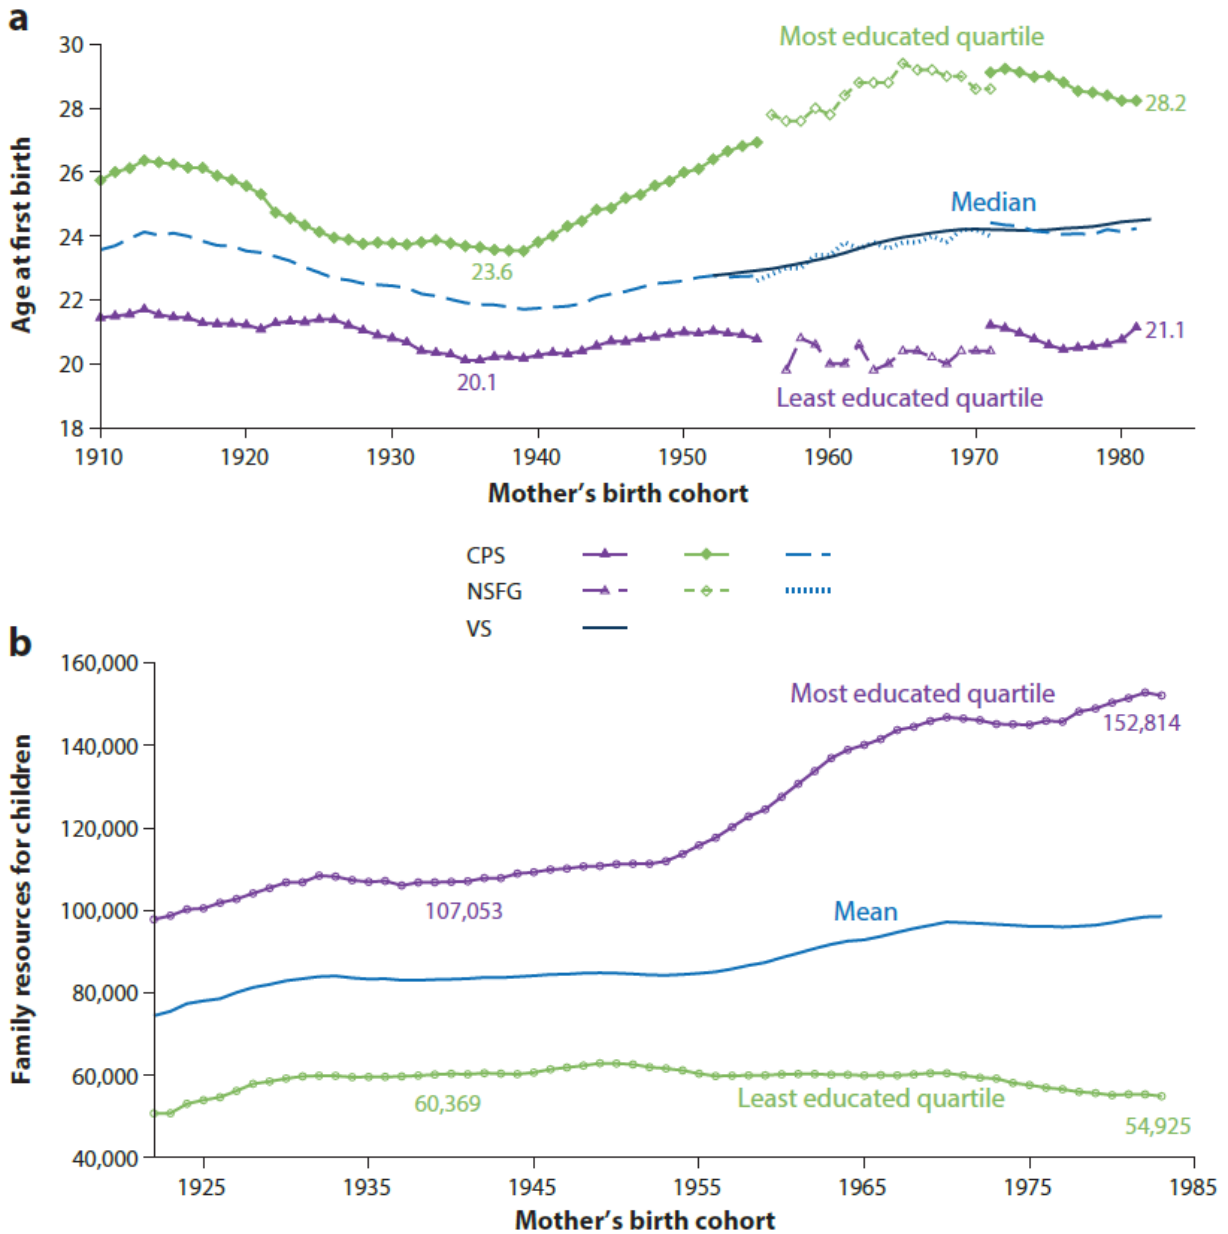 a
Most educated quartile
30
28
28.2
26
Age at first birth
Median
24
23.6
22
21.1
20
20.1
Least educated quartile
18
1910 1920 1930 1940 1950 1960 1970 1980
Mother's birth cohort
CPS
NSFG
VS
b
160,000
Most educated quartile
152,814
140,000
Family resources for children
120,000
107,053
Mean
100,000
80,000
60,000
60,369
Least educated quartile
54,925
40,000
1925 1935 1945 1955 1965 1975 1985
Mother's birth cohort